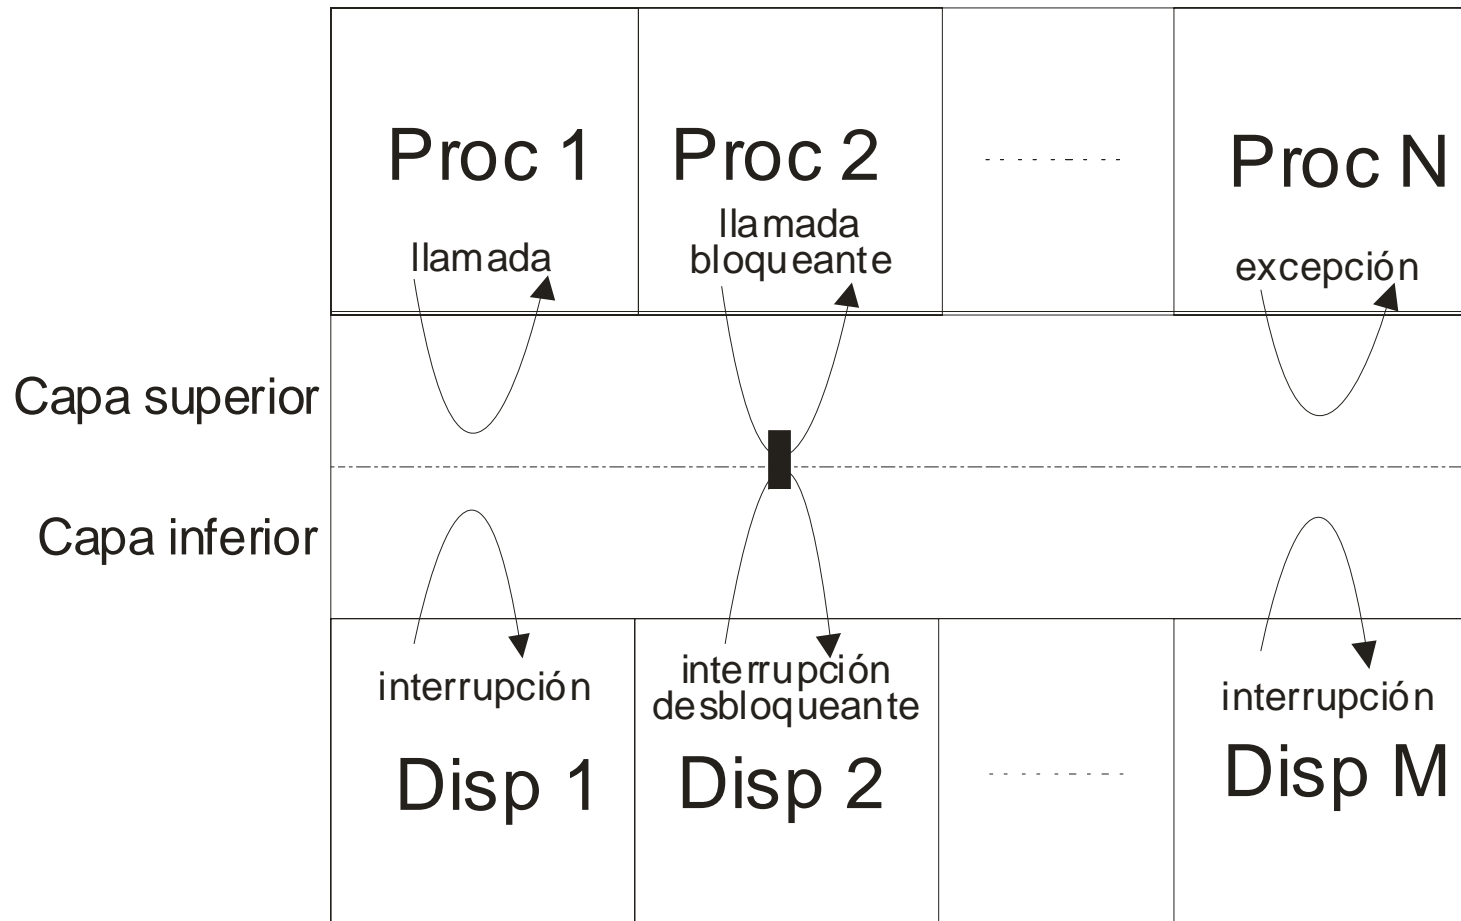 Proc 1
Proc 2
Proc N
llamada
llamada
bloqueante
excepción
Capa superior
Capa inferior
interrupción
interrupción
desbloqueante
interrupción
Disp 1
Disp 2
Disp M